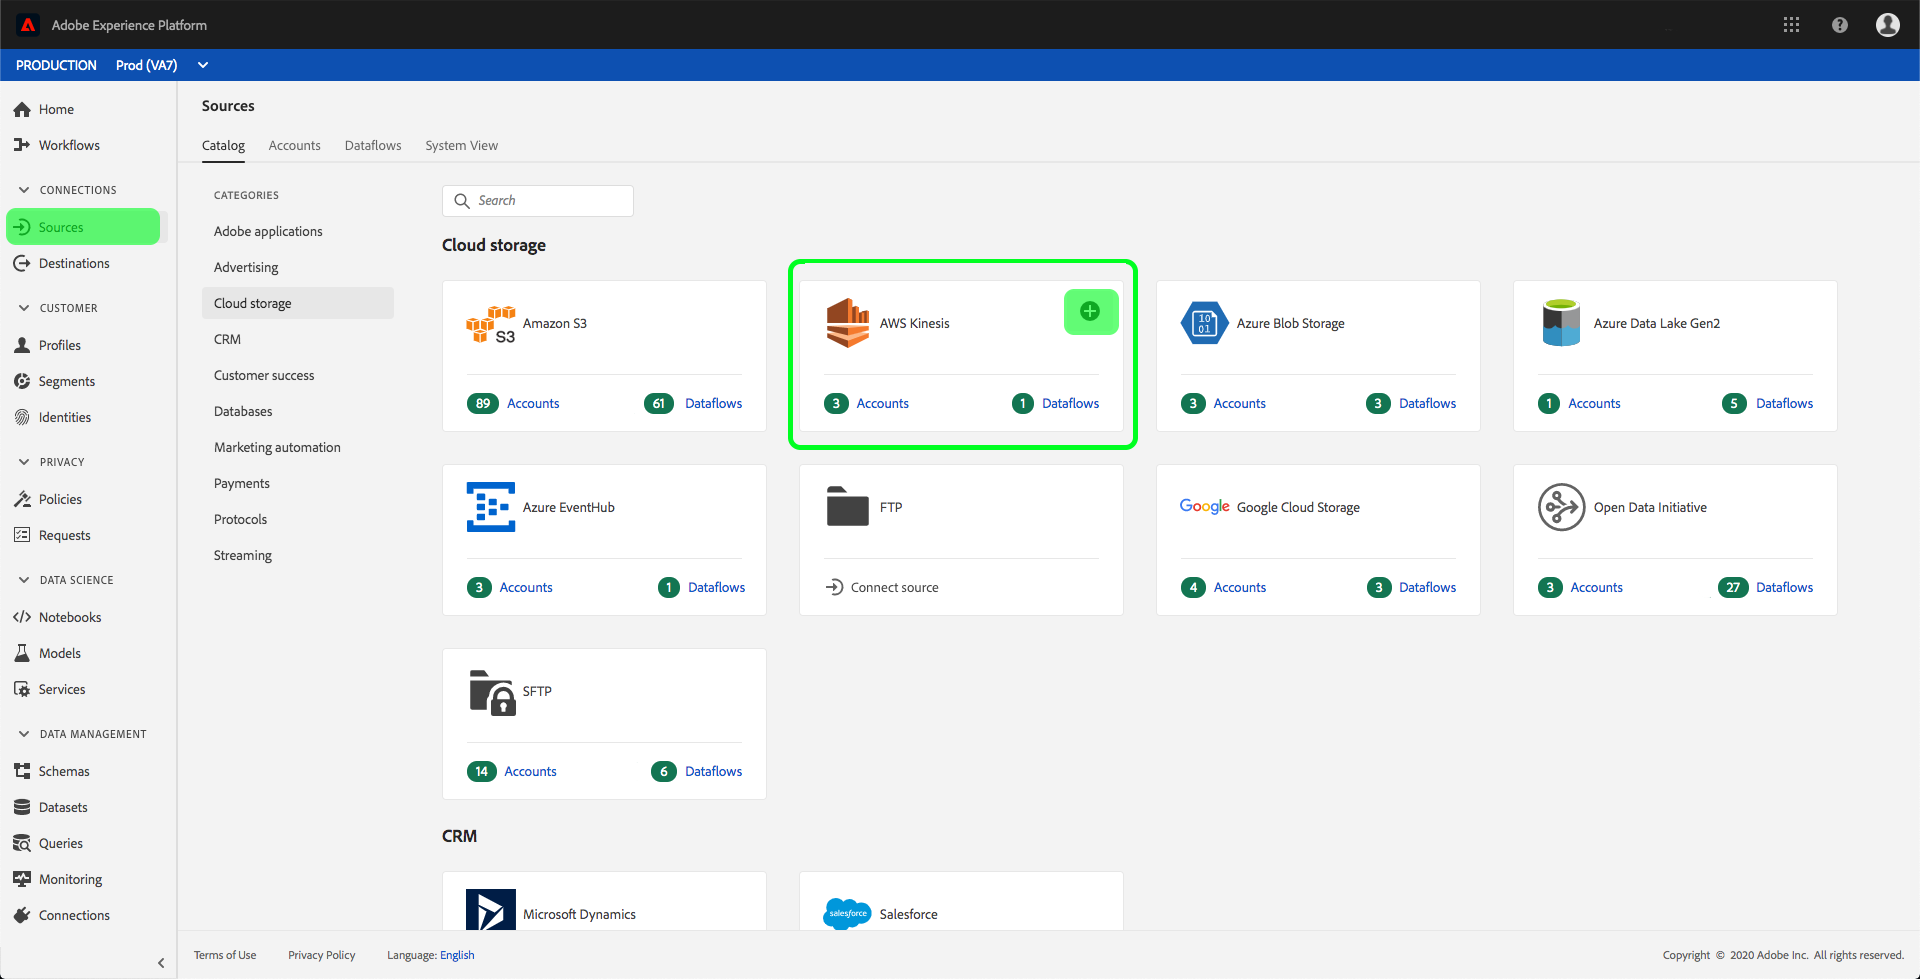 Adobe Experience Platform
PRODUCTION Prod (VA7)
Home
Workflows
CONNECTIONS
Sources
Destinations
CUSTOMER
Profiles
Segments
Identities
PRIVACY
Policies
Requests
DATA SCIENCE
Notebooks
Models
Services
DATA MANAGEMENT
Schemas
Datasets
Queries
Monitoring
Connections
Sources
Catalog Accounts Dataflows System View
CATEGORIES
Adobe applications
Advertising
Cloud storage
CRM
Customer success
Databases
Marketing automation
Payments
Protocols
Streaming
Search
Cloud storage
S3 Amazon S3
89 Accounts 61 Dataflows
AWS Kinesis
3 Accounts 1 Dataflows
10
01
Azure Blob Storage
3 Accounts 3 Dataflows
Azure Data Lake Gen2
1 Accounts 5 Dataflows
Azure EventHub
3 Accounts 1 Dataflows
FTP
Connect source
Google Google Cloud Storage
4 Accounts 3 Dataflows
Open Data Initiative
3 Accounts 27 Dataflows
SFTP
14 Accounts 6 Dataflows
CRM
Microsoft Dynamics
salesforce Salesforce
Terms of Use Privacy Policy Language: English
Copyright © 2020 Adobe Inc. All rights reserved.